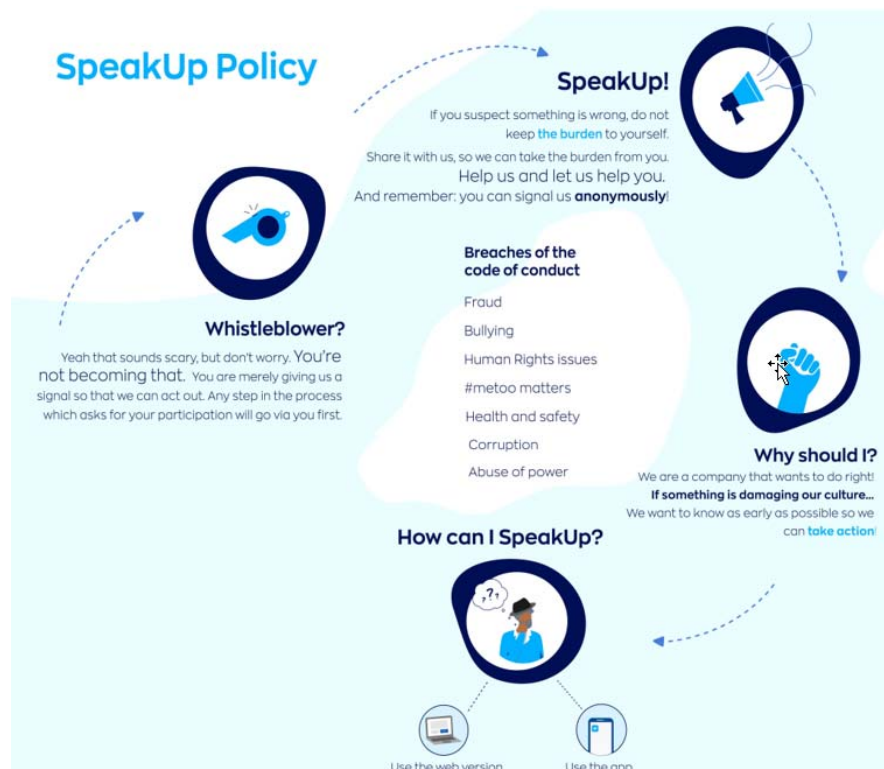 SpeakUp Policy
SpeakUp!
If you suspect something is wrong, do not
keep the burden to yourself.
Share it with us, so we can take the burden from you.
Help us and let us help you.
And remember: you can signal us anonymously!
Whistleblower?
Yeah that sounds scary, but don't worry. You're
not becoming that. You are merely giving us a
signal so that we can act out. Any step in the process
which asks for your participation will go via you first.
Breaches of the
code of conduct
Fraud
Bullying
Human Rights issues
#metoo matters
Health and safety
Corruption
Abuse of power
Why should I?
We are a company that wants to do right!
If something is damaging our culture...
We want to know as early as possible so we
can take action!
How can I SpeakUp?
???
Use the web version
Use the app